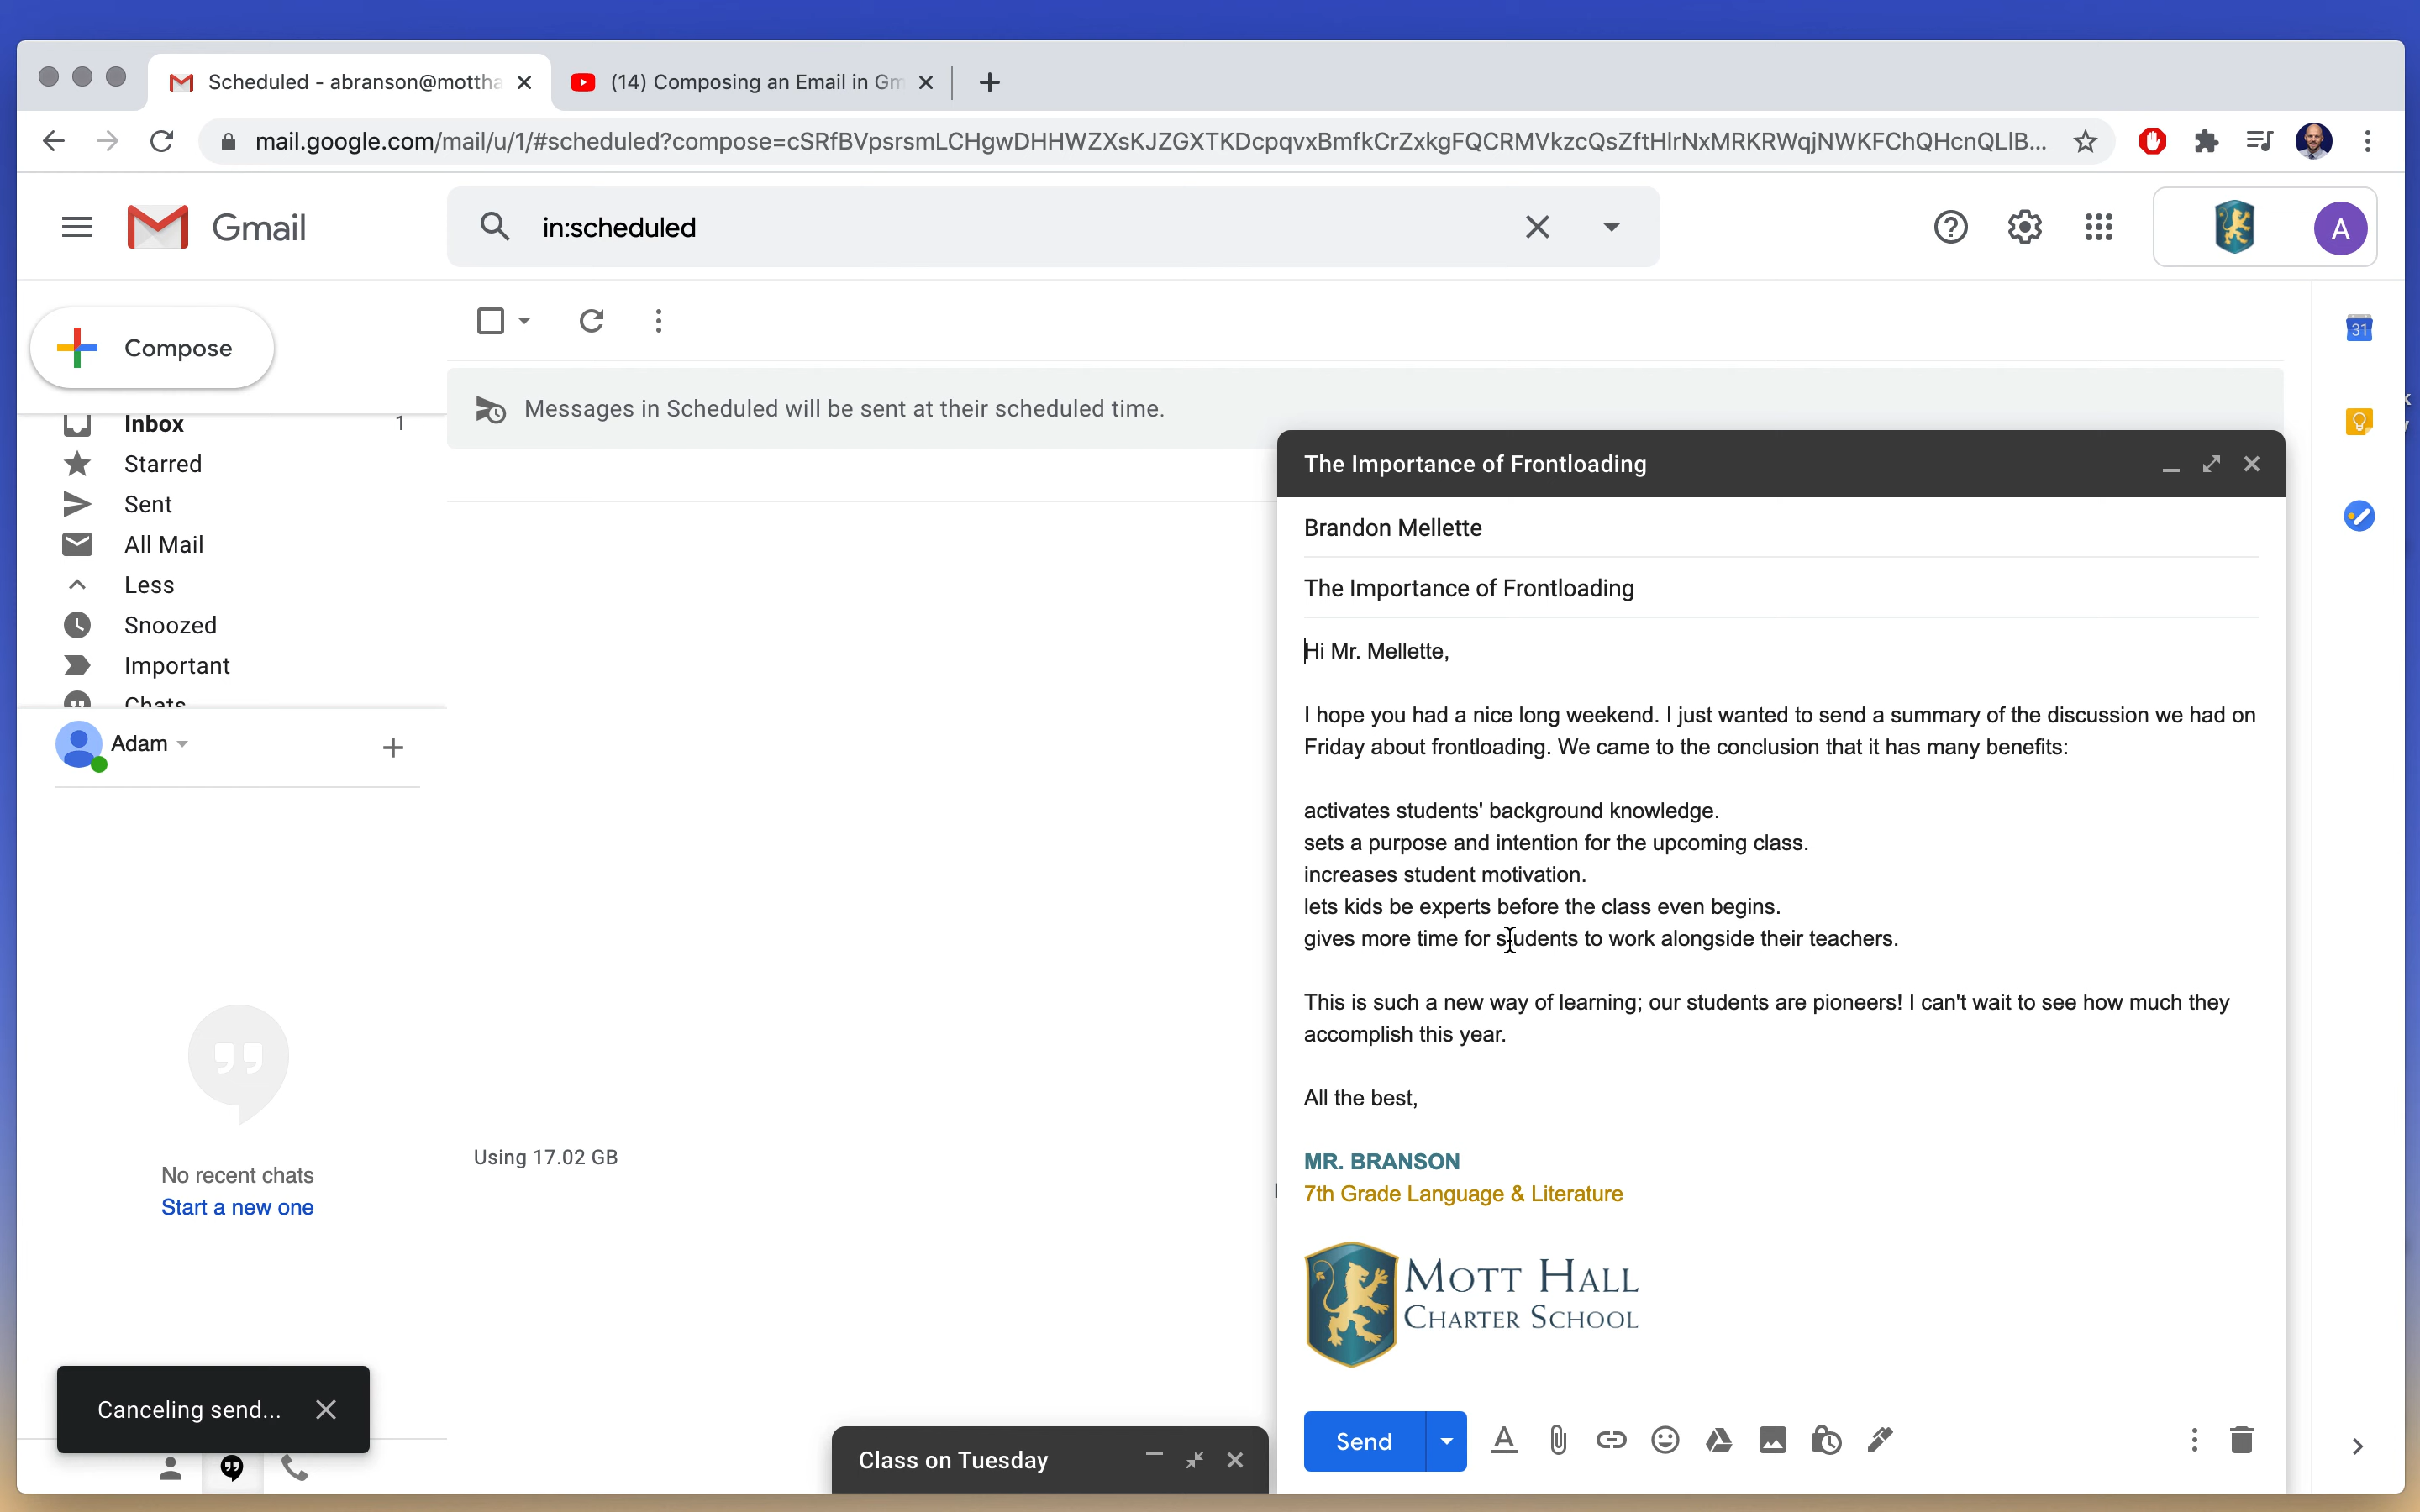 Scheduled - abranson@mottha
(14) Composing an Email in Gm
mail.google.com/mail/u/1/#scheduled?compose=cSRfBVpsrsmLCHgwDHHWZXsKJZGXTKDcpqvxBmfkCrZxkgFQCRMVkzcQsZftHlrNxMRKRWqjNWKFChQHcnQLlB...
Gmail
in:scheduled
A
Compose
31
Messages in Scheduled will be sent at their scheduled time.
Inbox 1
Starred
Sent
All Mail
Less
Snoozed
Important
Chats
Adam
No recent chats
Start a new one
Using 17.02 GB
Canceling send...
Class on Tuesday
The Importance of Frontloading
Brandon Mellette
The Importance of Frontloading
Hi Mr. Mellette,
I hope you had a nice long weekend. I just wanted to send a summary of the discussion we had on
Friday about frontloading. We came to the conclusion that it has many benefits:
activates students' background knowledge.
sets a purpose and intention for the upcoming class.
increases student motivation.
lets kids be experts before the class even begins.
gives more time for students to work alongside their teachers.
This is such a new way of learning; our students are pioneers! I can't wait to see how much they
accomplish this year.
All the best,
MR. BRANSON
7th Grade Language & Literature
MOTT HALL
CHARTER SCHOOL
Send